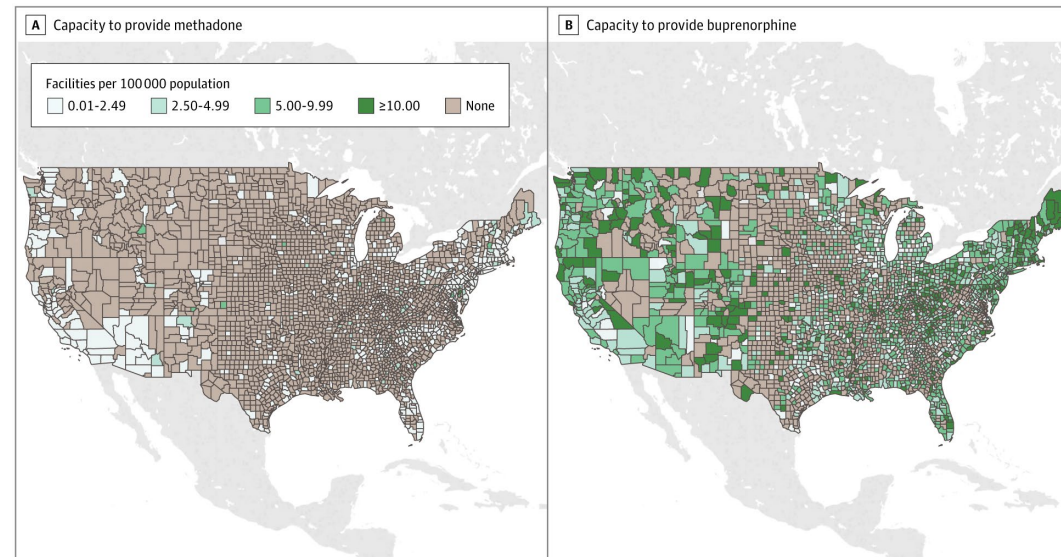 A Capacity to provide methadone
Facilities per 100 000 population
0.01-2.49 2.50-4.99 5.00-9.99 ≥10.00 None
B Capacity to provide buprenorphine